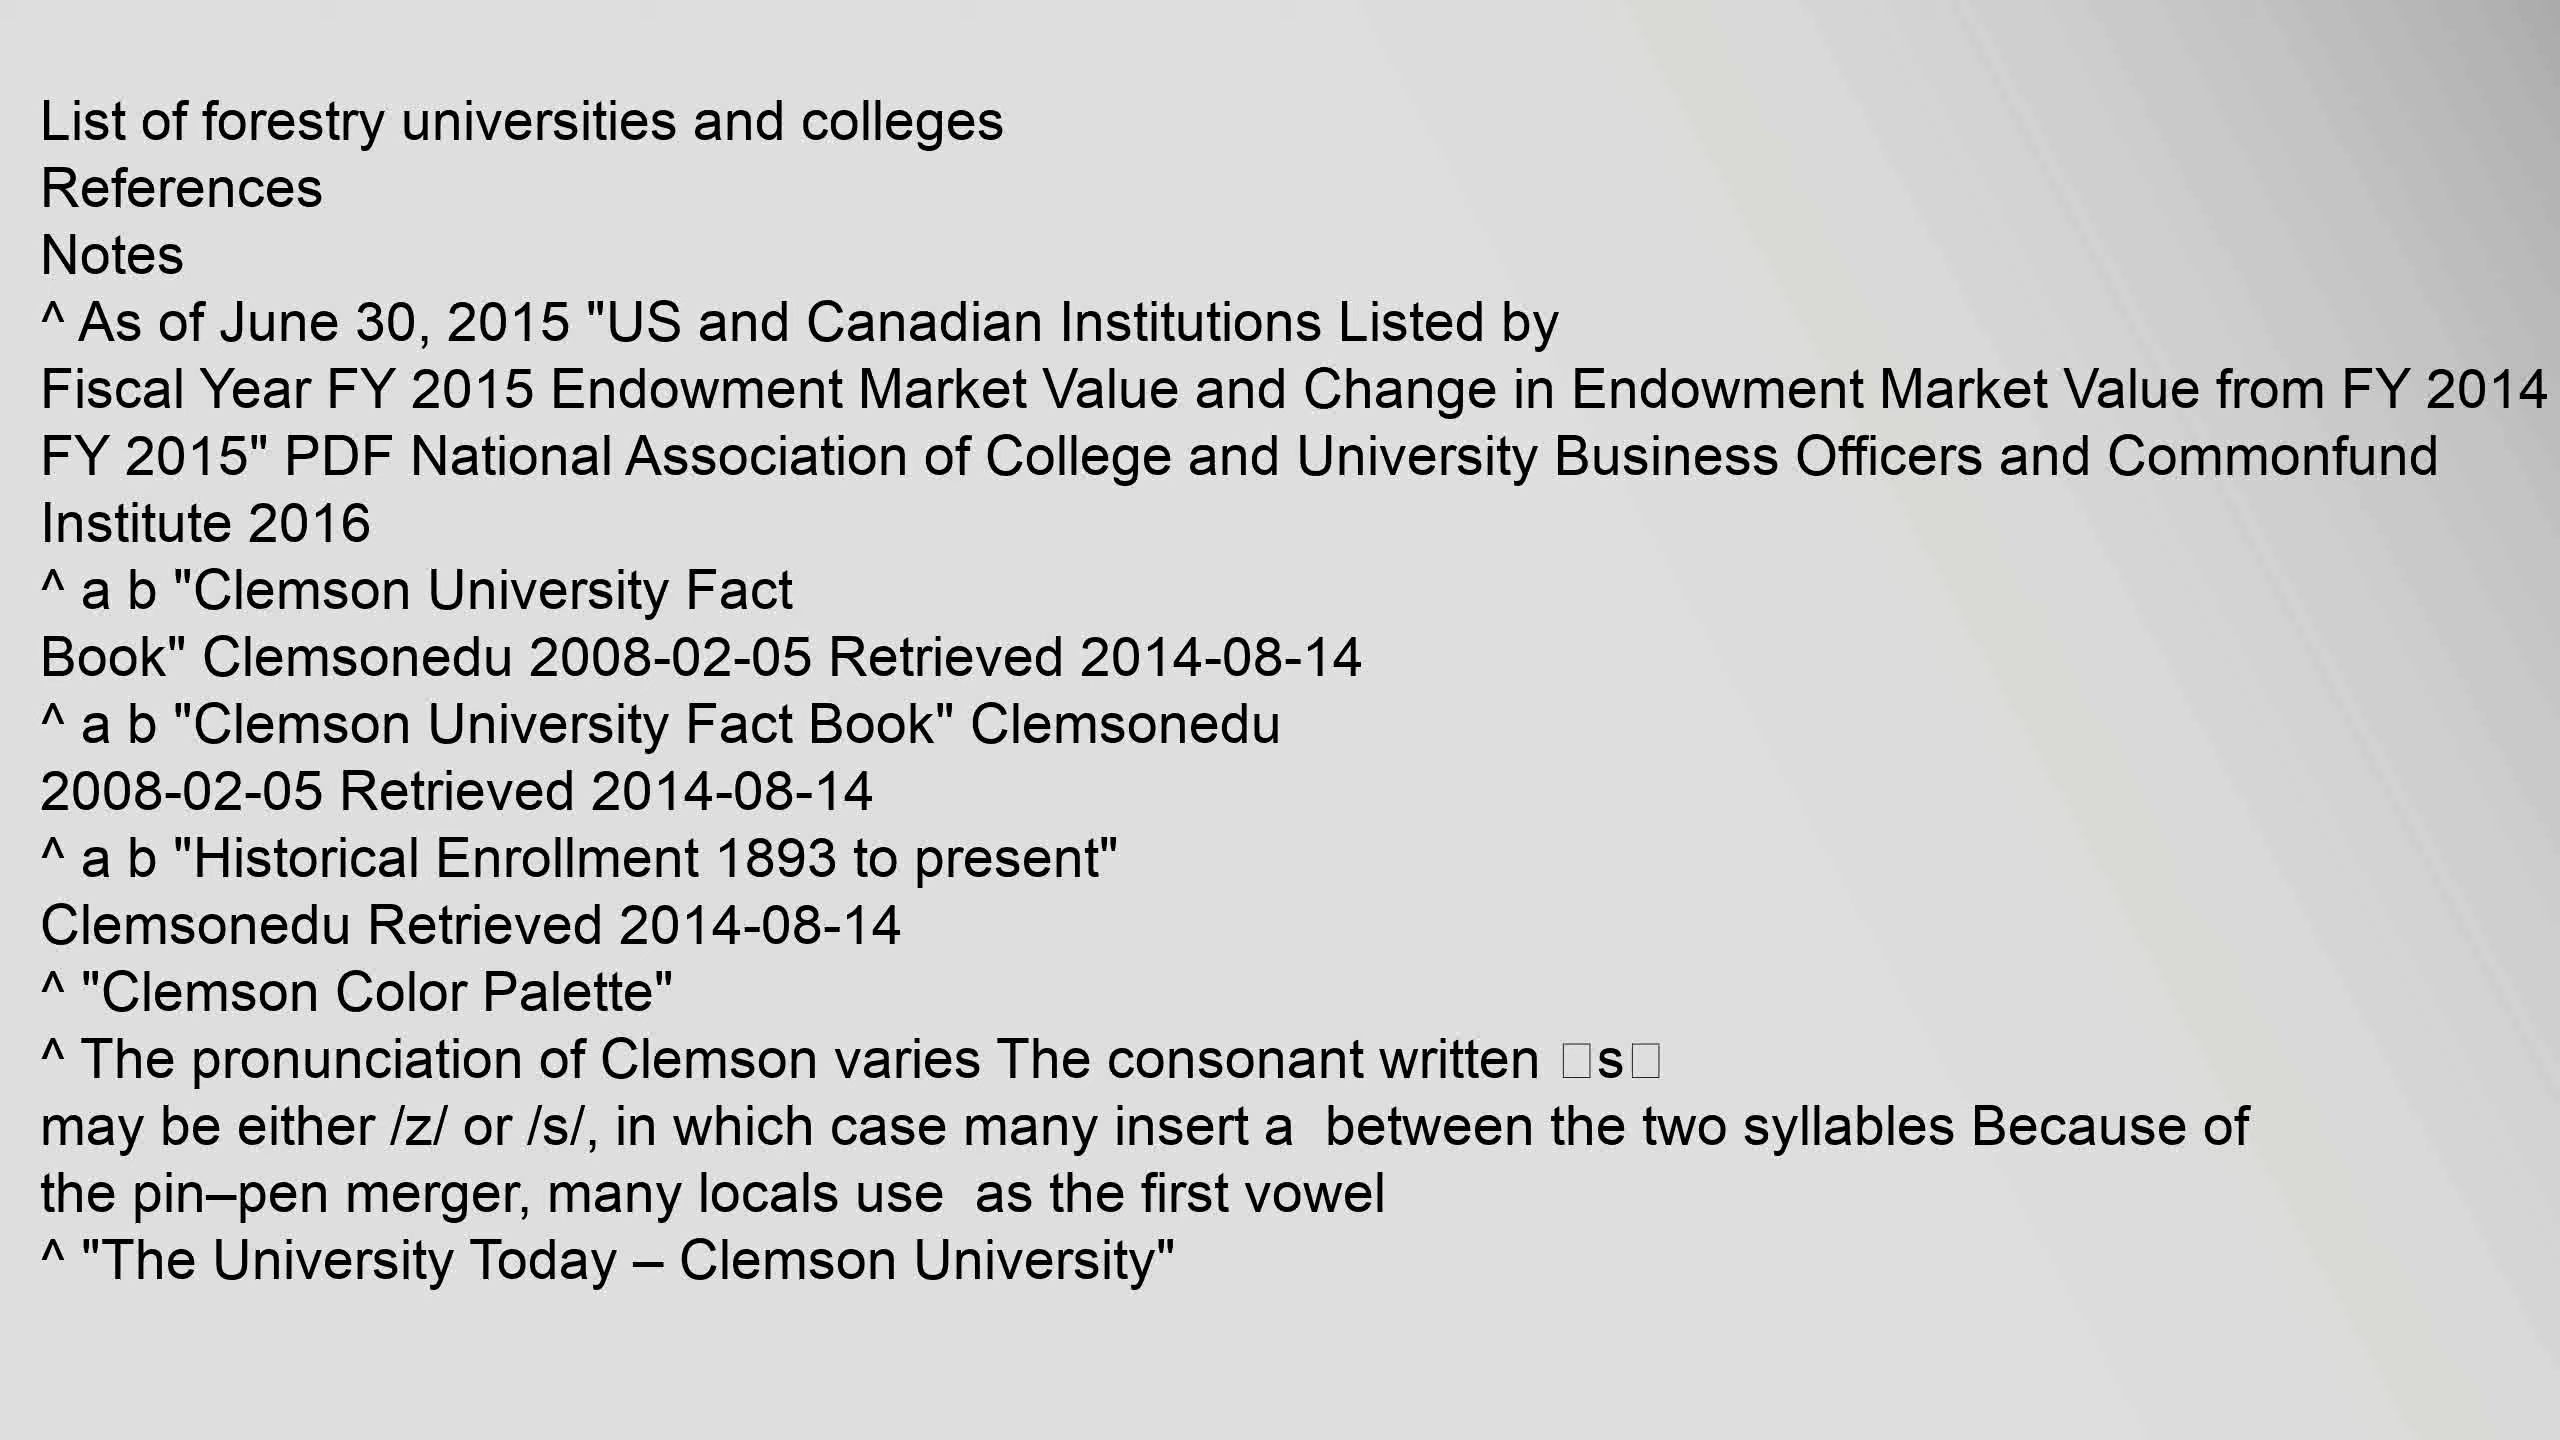 List of forestry universities and colleges
References
Notes
^ As of June 30, 2015 "US and Canadian Institutions Listed by
Fiscal Year FY 2015 Endowment Market Value and Change in Endowment Market Value from FY 2014
FY 2015" PDF National Association of College and University Business Officers and Commonfund
Institute 2016
^ a b "Clemson University Fact
Book" Clemsonedu 2008-02-05 Retrieved 2014-08-14
^ a b "Clemson University Fact Book" Clemsonedu
2008-02-05 Retrieved 2014-08-14
^ a b "Historical Enrollment 1893 to present"
Clemsonedu Retrieved 2014-08-14
^ "Clemson Color Palette"
^ The pronunciation of Clemson varies The consonant written □s□
may be either /z/ or /s/, in which case many insert a  between the two syllables Because of
the pin–pen merger, many locals use  as the first vowel
^ "The University Today – Clemson University"